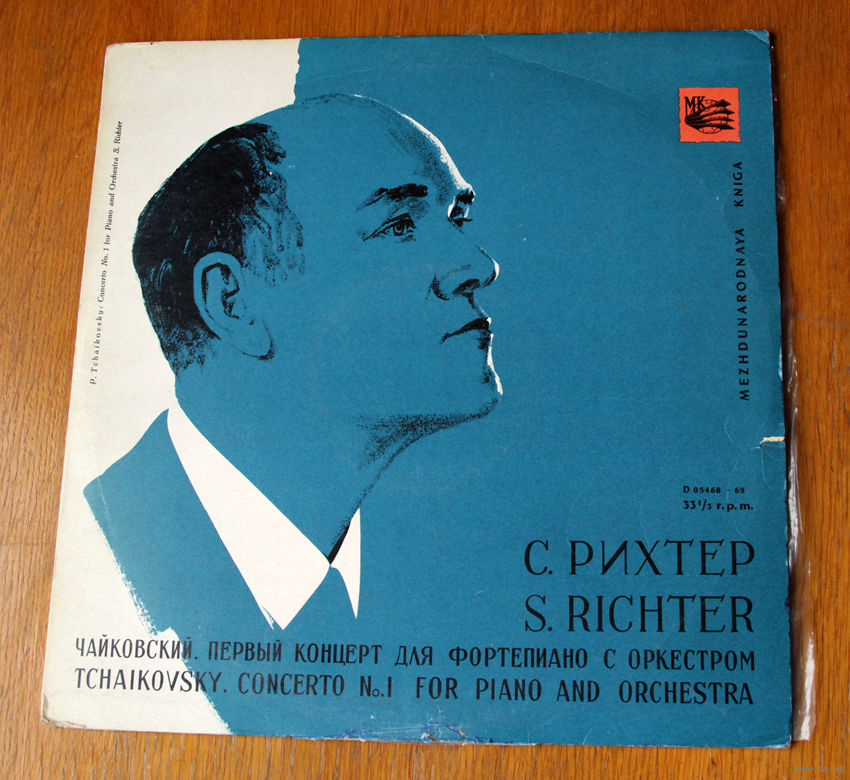 P. Tchaikovsky: Concerto No. 1 for Piano and Orchestra S. Richter
MK
MEZHDUNARODNAYA KNIGA
D 05468 - 69
33 1/3 r.p.m.
С. РИХТЕР
S. RICHTER
ЧАЙКОВСКИЙ. ПЕРВЫЙ КОНЦЕРТ ДЛЯ ФОРТЕПИАНО С ОРКЕСТРОМ
TCHAIKOVSKY. CONCERTO No. 1 FOR PIANO AND ORCHESTRA